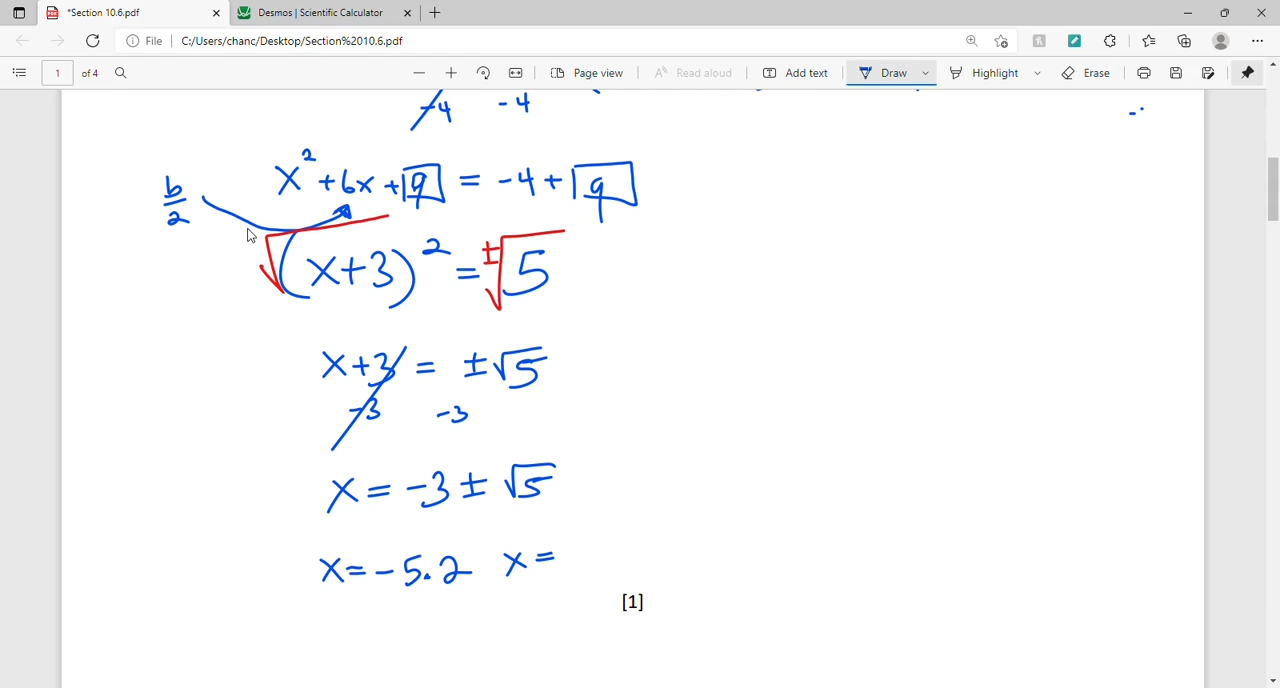 *Section 10.6.pdf
Desmos | Scientific Calculator
File C:/Users/chanc/Desktop/Section%2010.6.pdf
1 of 4 Page view Read aloud Add text Draw Highlight Erase
-4 -4
x² + 6x + 9 = -4 + 9
b/2
√(x+3)² = ±√5
x+3 = ±√5
-3 -3
x = -3 ± √5
x = -5.2 x =
[1]